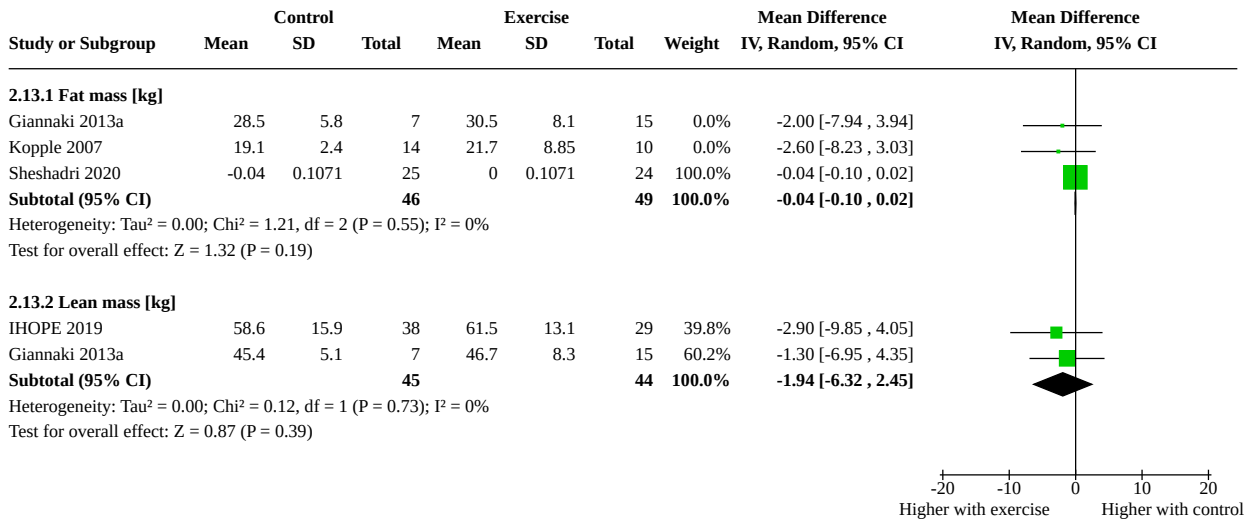 Control Exercise Mean Difference Mean Difference
Study or Subgroup Mean SD Total Mean SD Total Weight IV, Random, 95% CI IV, Random, 95% CI
2.13.1 Fat mass [kg]
Giannaki 2013a 28.5 5.8 7 30.5 8.1 15 0.0% -2.00 [-7.94 , 3.94]
Kopple 2007 19.1 2.4 14 21.7 8.85 10 0.0% -2.60 [-8.23 , 3.03]
Sheshadri 2020 -0.04 0.1071 25 0 0.1071 24 100.0% -0.04 [-0.10 , 0.02]
Subtotal (95% CI) 46 49 100.0% -0.04 [-0.10 , 0.02]
Heterogeneity: Tau² = 0.00; Chi² = 1.21, df = 2 (P = 0.55); I² = 0%
Test for overall effect: Z = 1.32 (P = 0.19)
2.13.2 Lean mass [kg]
IHOPE 2019 58.6 15.9 38 61.5 13.1 29 39.8% -2.90 [-9.85 , 4.05]
Giannaki 2013a 45.4 5.1 7 46.7 8.3 15 60.2% -1.30 [-6.95 , 4.35]
Subtotal (95% CI) 45 44 100.0% -1.94 [-6.32 , 2.45]
Heterogeneity: Tau² = 0.00; Chi² = 0.12, df = 1 (P = 0.73); I² = 0%
Test for overall effect: Z = 0.87 (P = 0.39)
-20 -10 0 10 20
Higher with exercise Higher with control